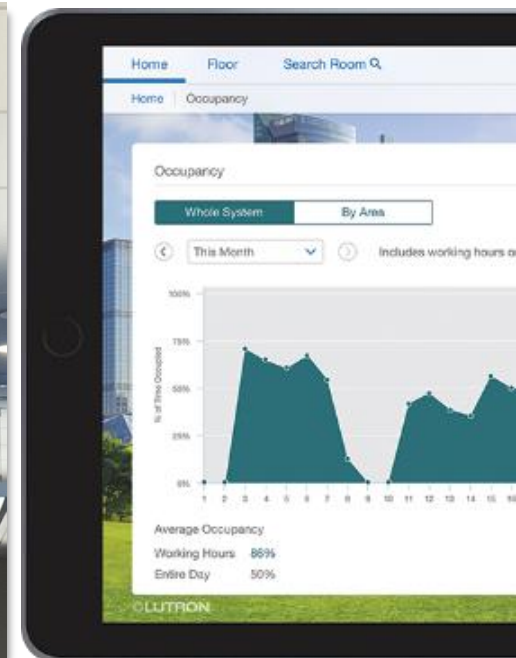 Home Floor Search Room
Home Occupancy
Occupancy
Whole System By Area
This Month Includes working hours
100%
75%
50%
25%
0%
% of Time Occupied
1 2 3 4 5 6 7 8 9 10 11 12 13 14 15 16
Average Occupancy
Working Hours 86%
Entire Day 50%
LUTRON